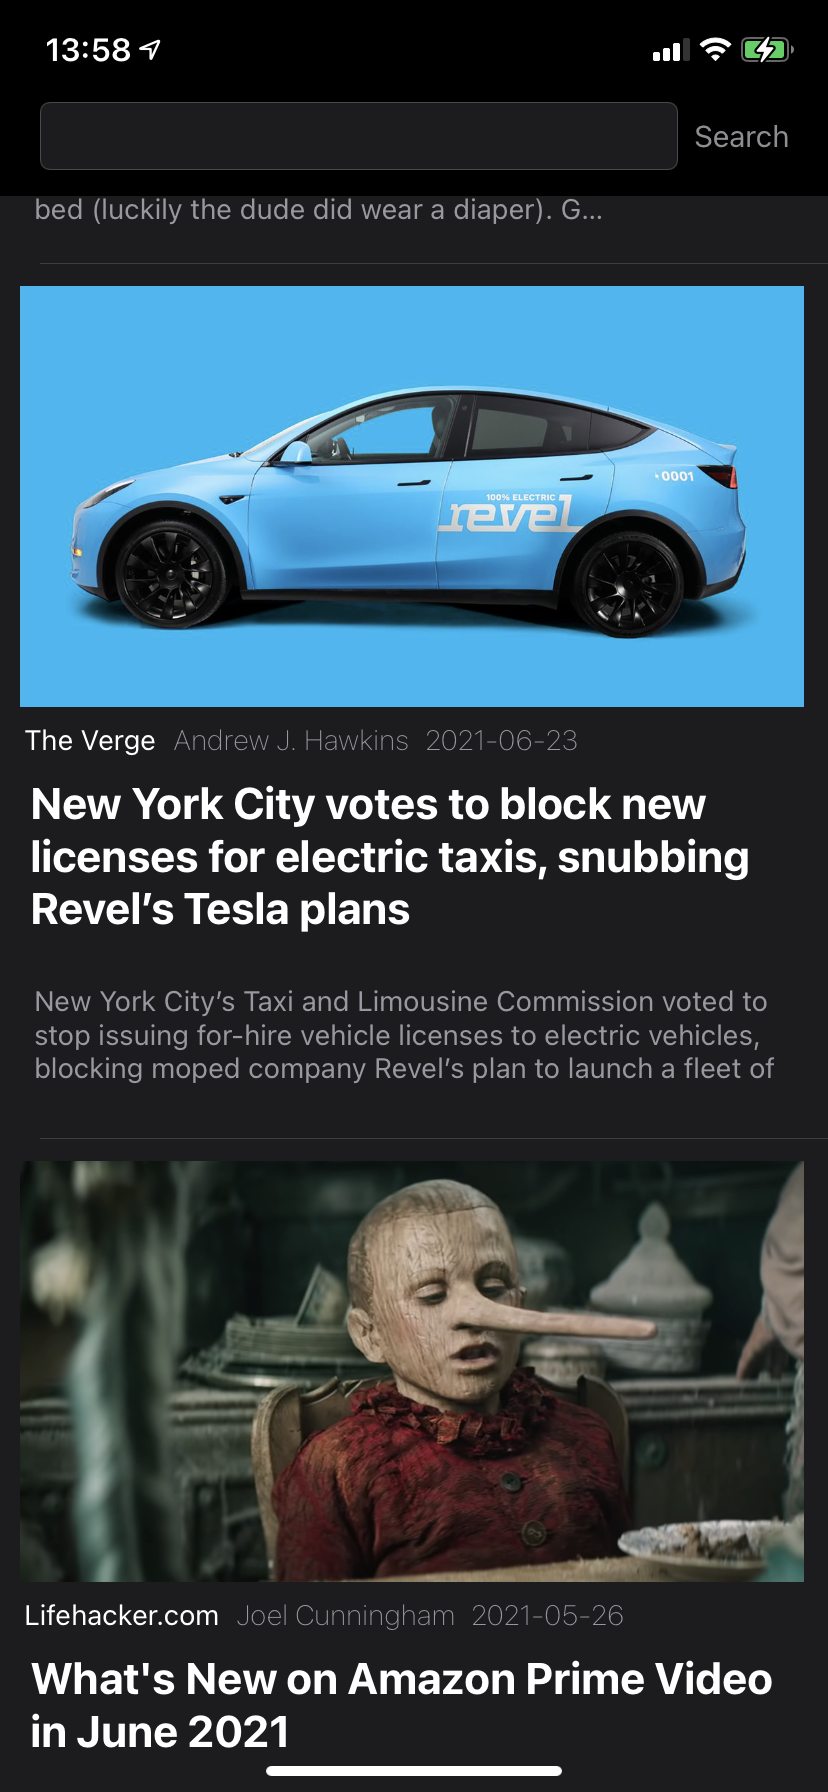 13:58
Search
bed (luckily the dude did wear a diaper). G...
0001
100% ELECTRIC
revel
The Verge Andrew J. Hawkins 2021-06-23
New York City votes to block new
licenses for electric taxis, snubbing
Revel’s Tesla plans
New York City’s Taxi and Limousine Commission voted to
stop issuing for-hire vehicle licenses to electric vehicles,
blocking moped company Revel’s plan to launch a fleet of
Lifehacker.com Joel Cunningham 2021-05-26
What's New on Amazon Prime Video
in June 2021